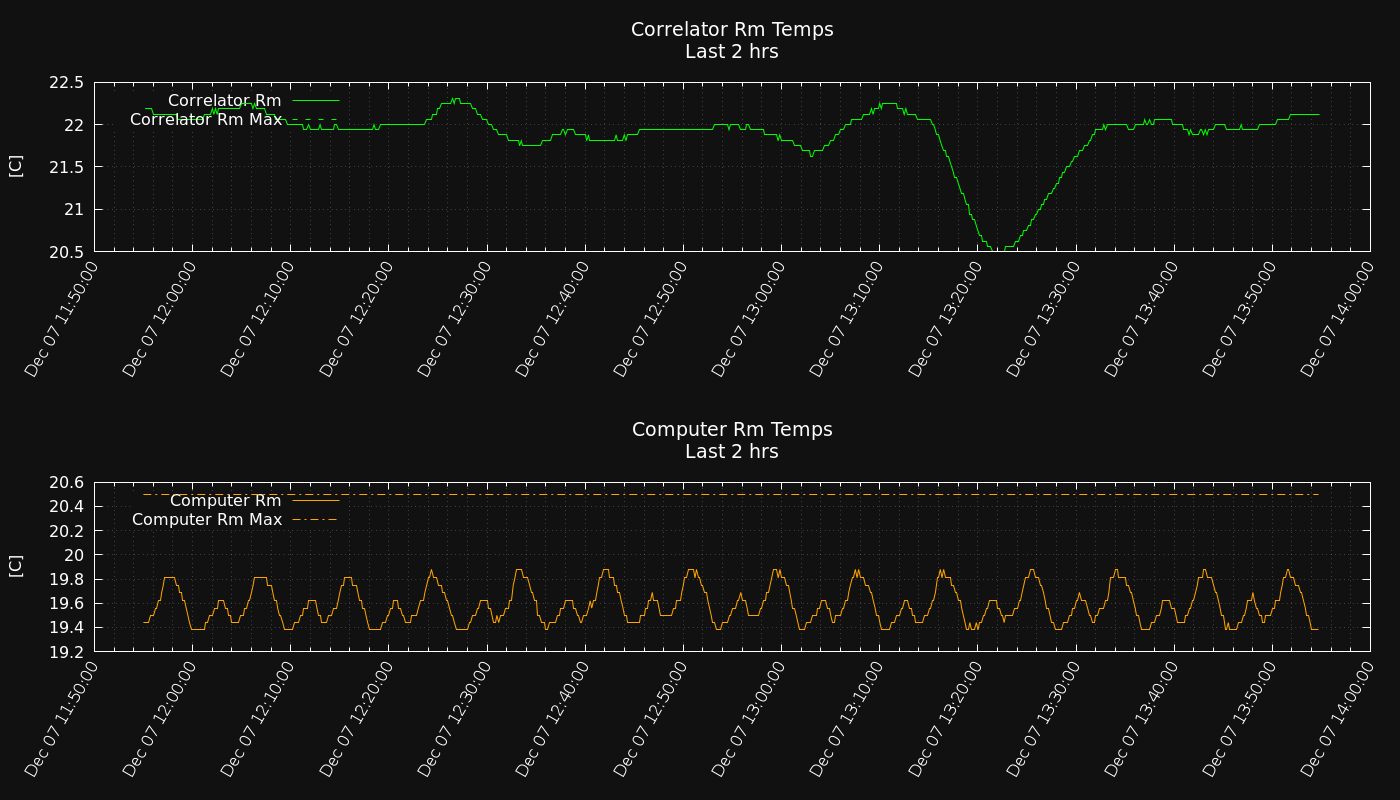 Correlator Rm Temps
Last 2 hrs
[C]
22.5
22
21.5
21
20.5
Correlator Rm
Correlator Rm Max
Dec 07 11:50:00
Dec 07 12:00:00
Dec 07 12:10:00
Dec 07 12:20:00
Dec 07 12:30:00
Dec 07 12:40:00
Dec 07 12:50:00
Dec 07 13:00:00
Dec 07 13:10:00
Dec 07 13:20:00
Dec 07 13:30:00
Dec 07 13:40:00
Dec 07 13:50:00
Dec 07 14:00:00
Computer Rm Temps
Last 2 hrs
[C]
20.6
20.4
20.2
20
19.8
19.6
19.4
19.2
Computer Rm
Computer Rm Max
Dec 07 11:50:00
Dec 07 12:00:00
Dec 07 12:10:00
Dec 07 12:20:00
Dec 07 12:30:00
Dec 07 12:40:00
Dec 07 12:50:00
Dec 07 13:00:00
Dec 07 13:10:00
Dec 07 13:20:00
Dec 07 13:30:00
Dec 07 13:40:00
Dec 07 13:50:00
Dec 07 14:00:00